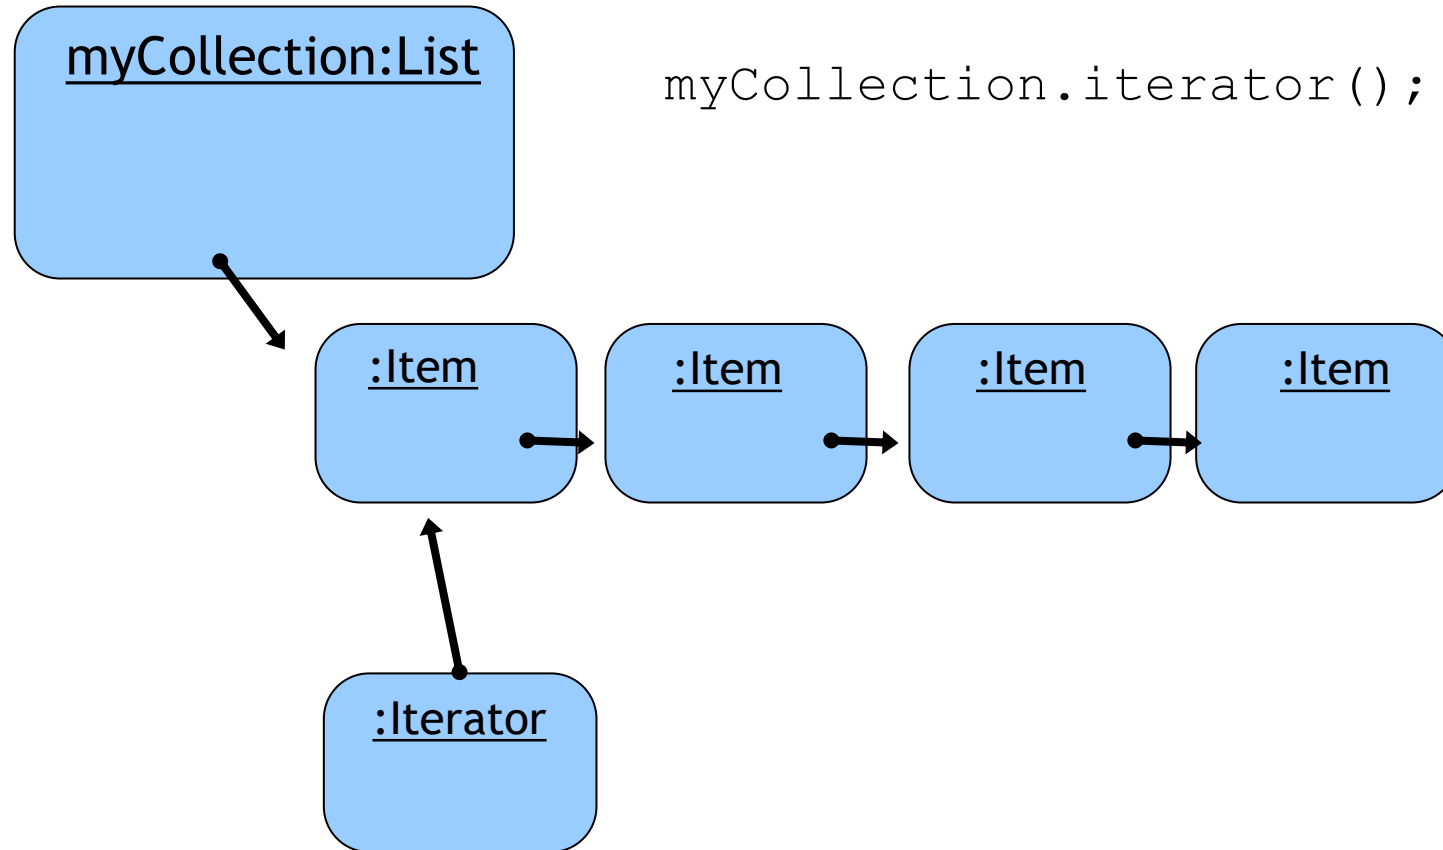 myCollection:List
myCollection.iterator();
:Item
:Item
:Item
:Item
:Iterator